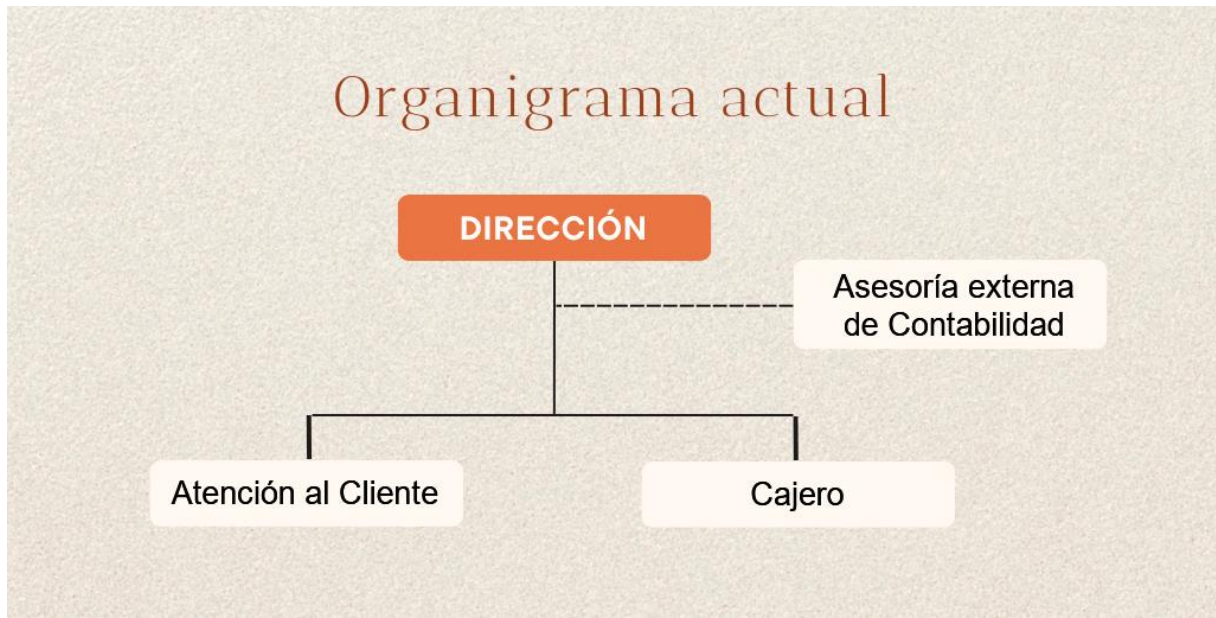 Organigrama actual
DIRECCIÓN
Asesoría externa
de Contabilidad
Atención al Cliente
Cajero